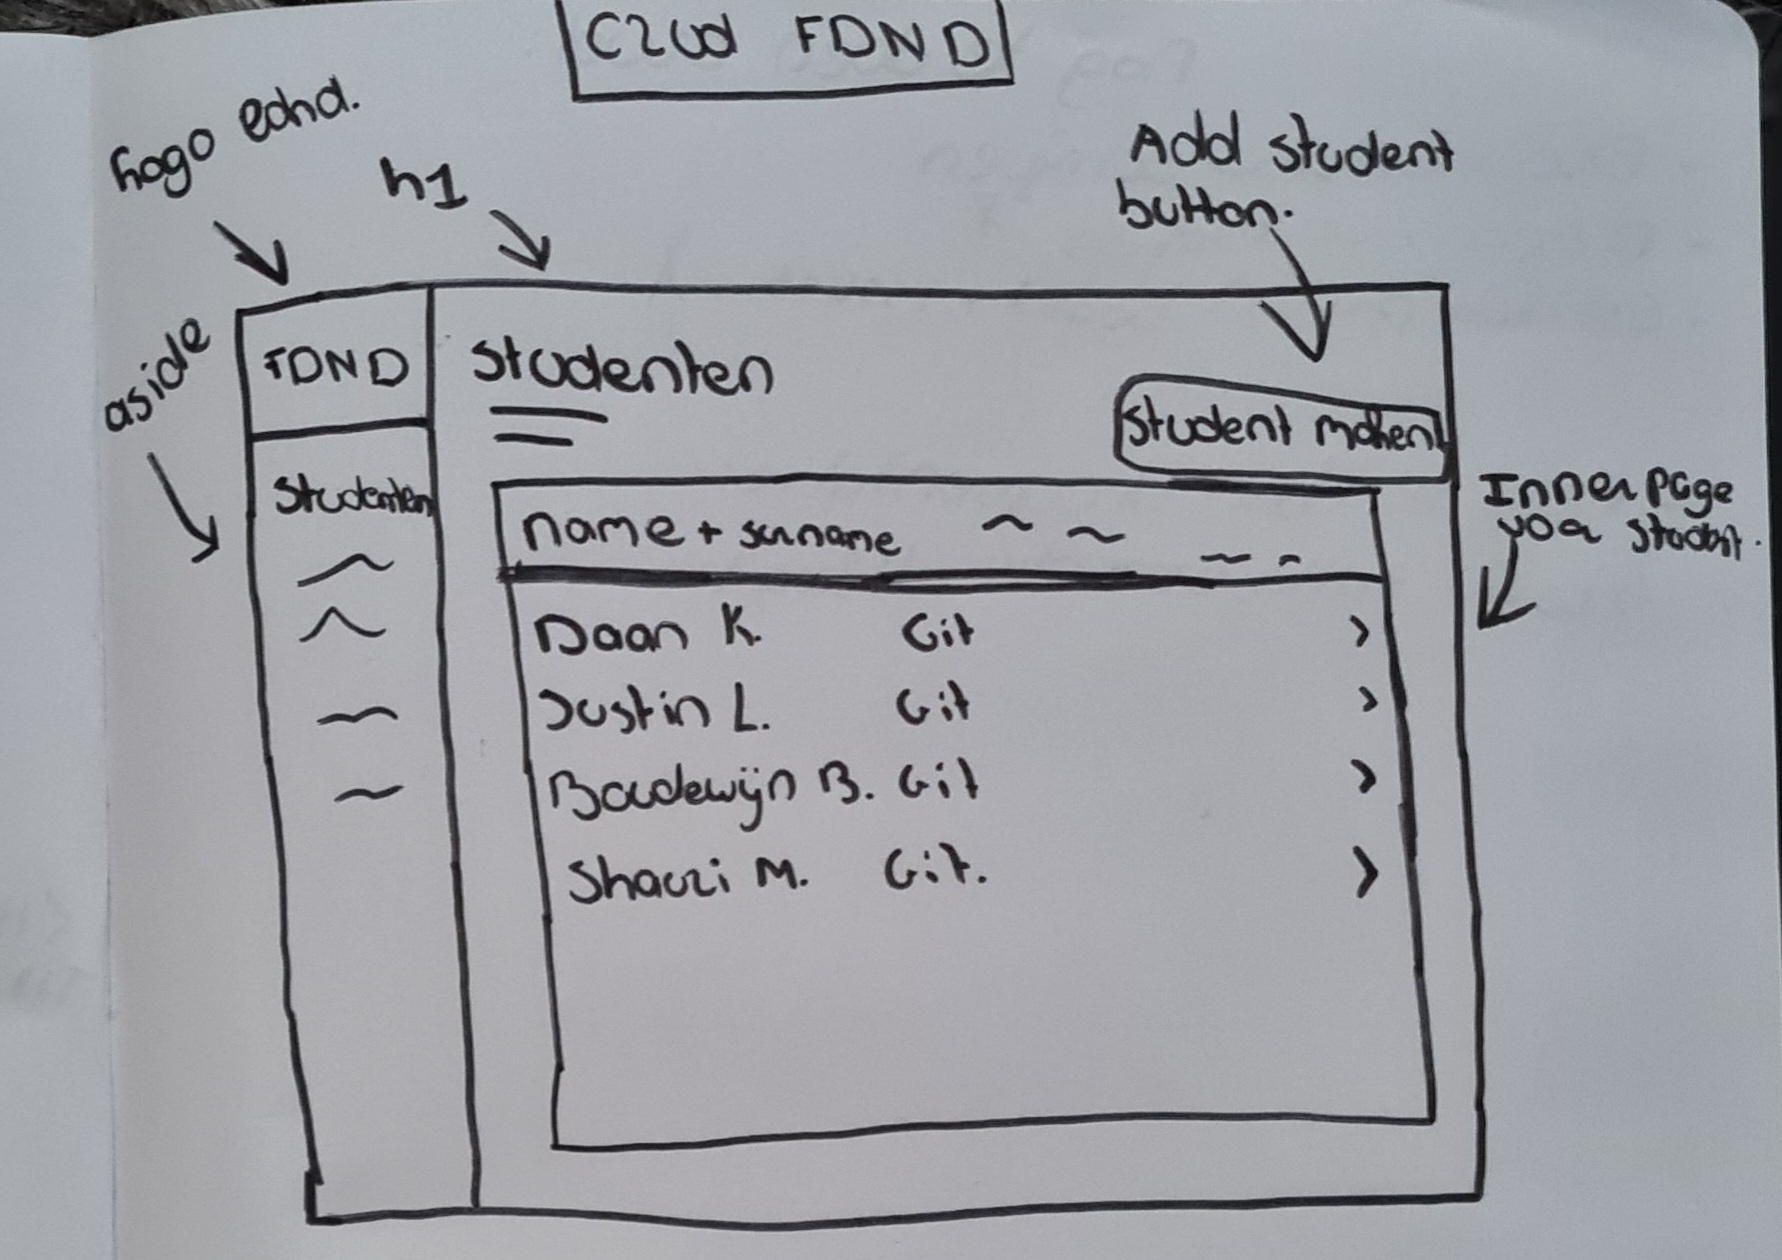 Crud FDND
Logo fdnd.
h1
Add student
button.
aside
FDND
Studenten
Student maken
Studenten
Inner page
voor student.
name + surname
Daan K. Git >
Justin L. Git >
Boudewijn B. Git >
Shauzi M. Git. >